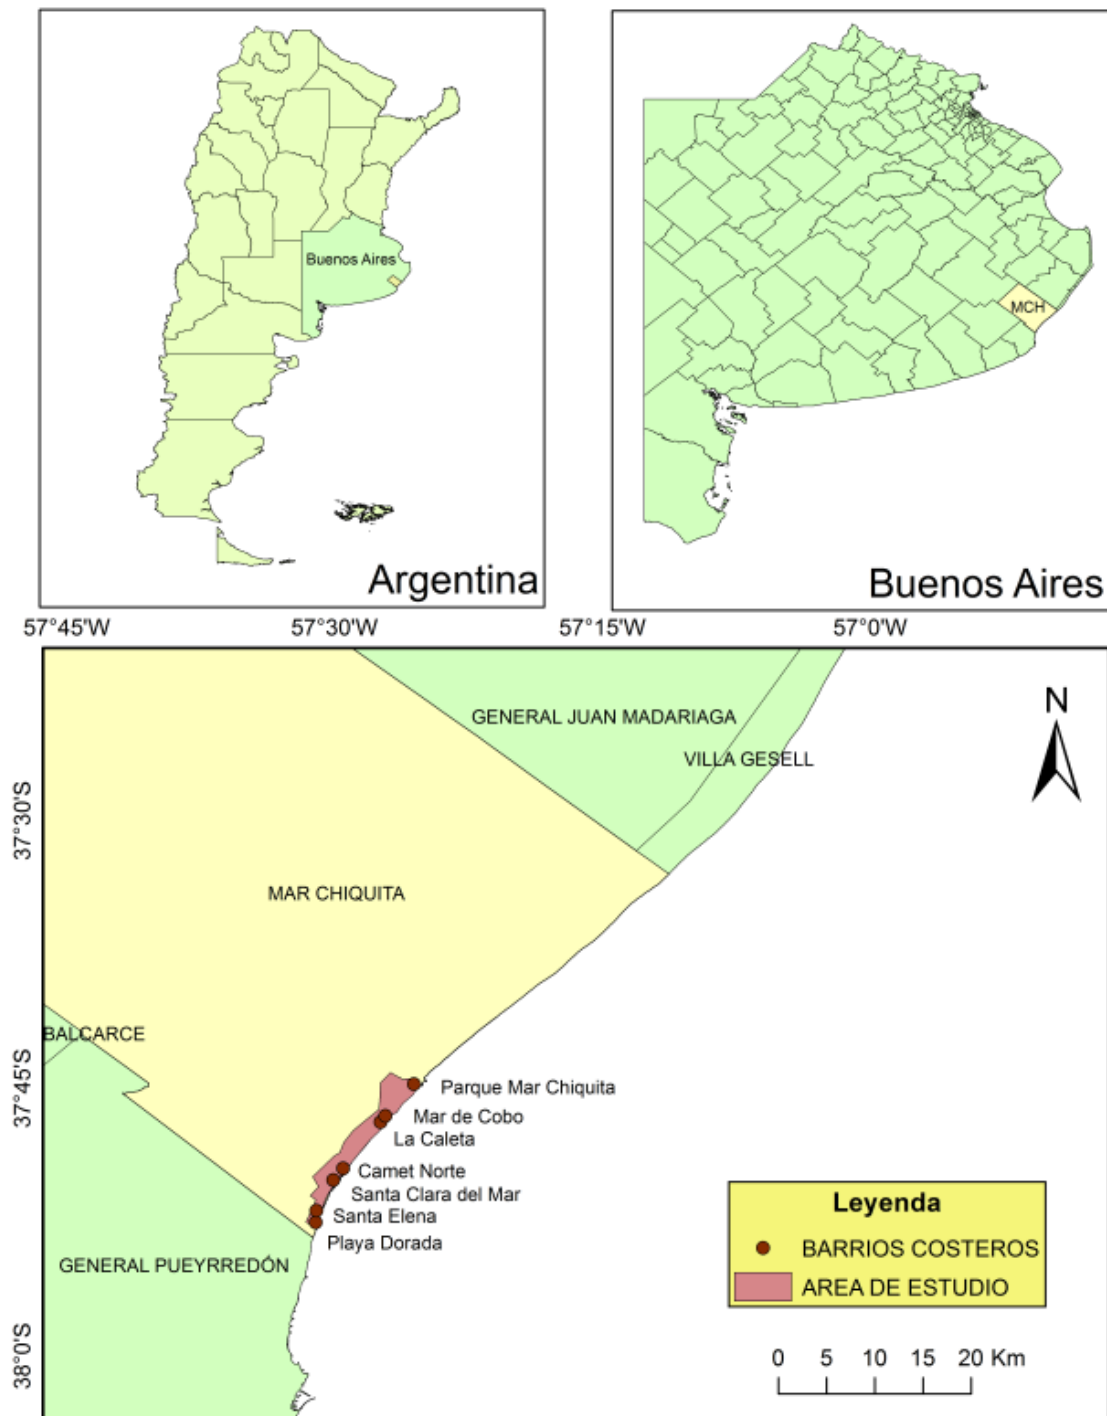 Buenos Aires
Argentina
MCH
Buenos Aires
57°45'W
57°30'W
57°15'W
57°0'W
37°30'S
37°45'S
38°0'S
GENERAL JUAN MADARIAGA
VILLA GESELL
N
MAR CHIQUITA
BALCARCE
Parque Mar Chiquita
Mar de Cobo
La Caleta
Camet Norte
Santa Clara del Mar
Santa Elena
Playa Dorada
GENERAL PUEYRREDÓN
Leyenda
BARRIOS COSTEROS
AREA DE ESTUDIO
0 5 10 15 20 Km